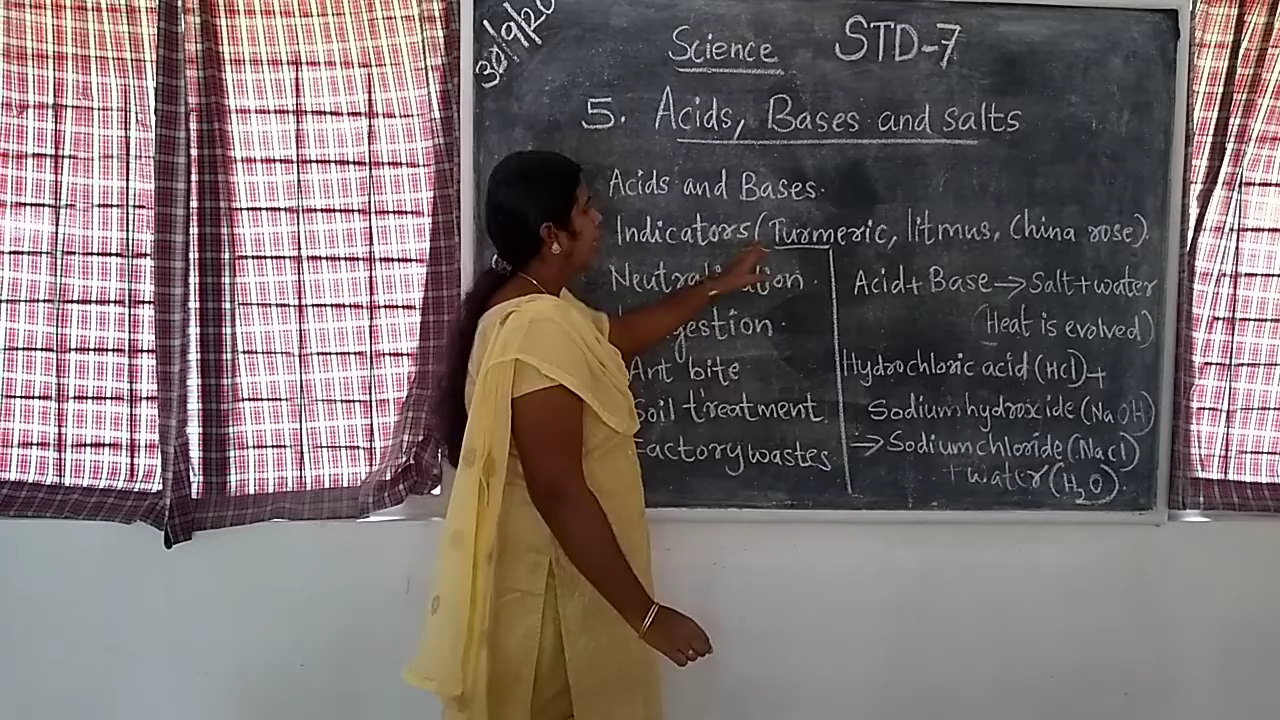 30/9/20
Science STD-7
5. Acids, Bases and salts
Acids and Bases.
Indicators (Turmeric, litmus, China rose).
Acid + Base → Salt + water
(Heat is evolved)
Ant bite
Soil treatment
Factory wastes
Hydrochloric acid (HCl) +
Sodium hydroxide (NaOH)
→ Sodium chloride (NaCl)
+ water (H₂O).